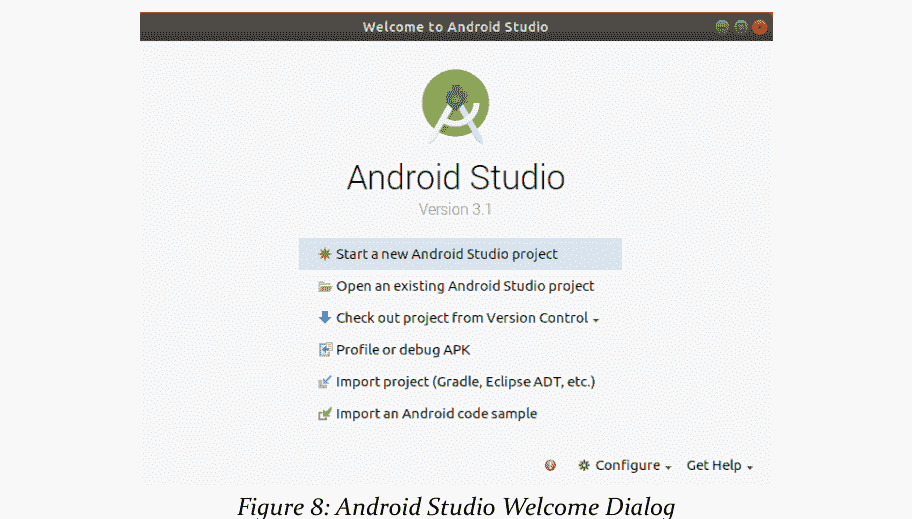 Welcome to Android Studio
Android Studio
Version 3.1
Start a new Android Studio project
Open an existing Android Studio project
Check out project from Version Control
Profile or debug APK
Import project (Gradle, Eclipse ADT, etc.)
Import an Android code sample
Configure Get Help
Figure 8: Android Studio Welcome Dialog